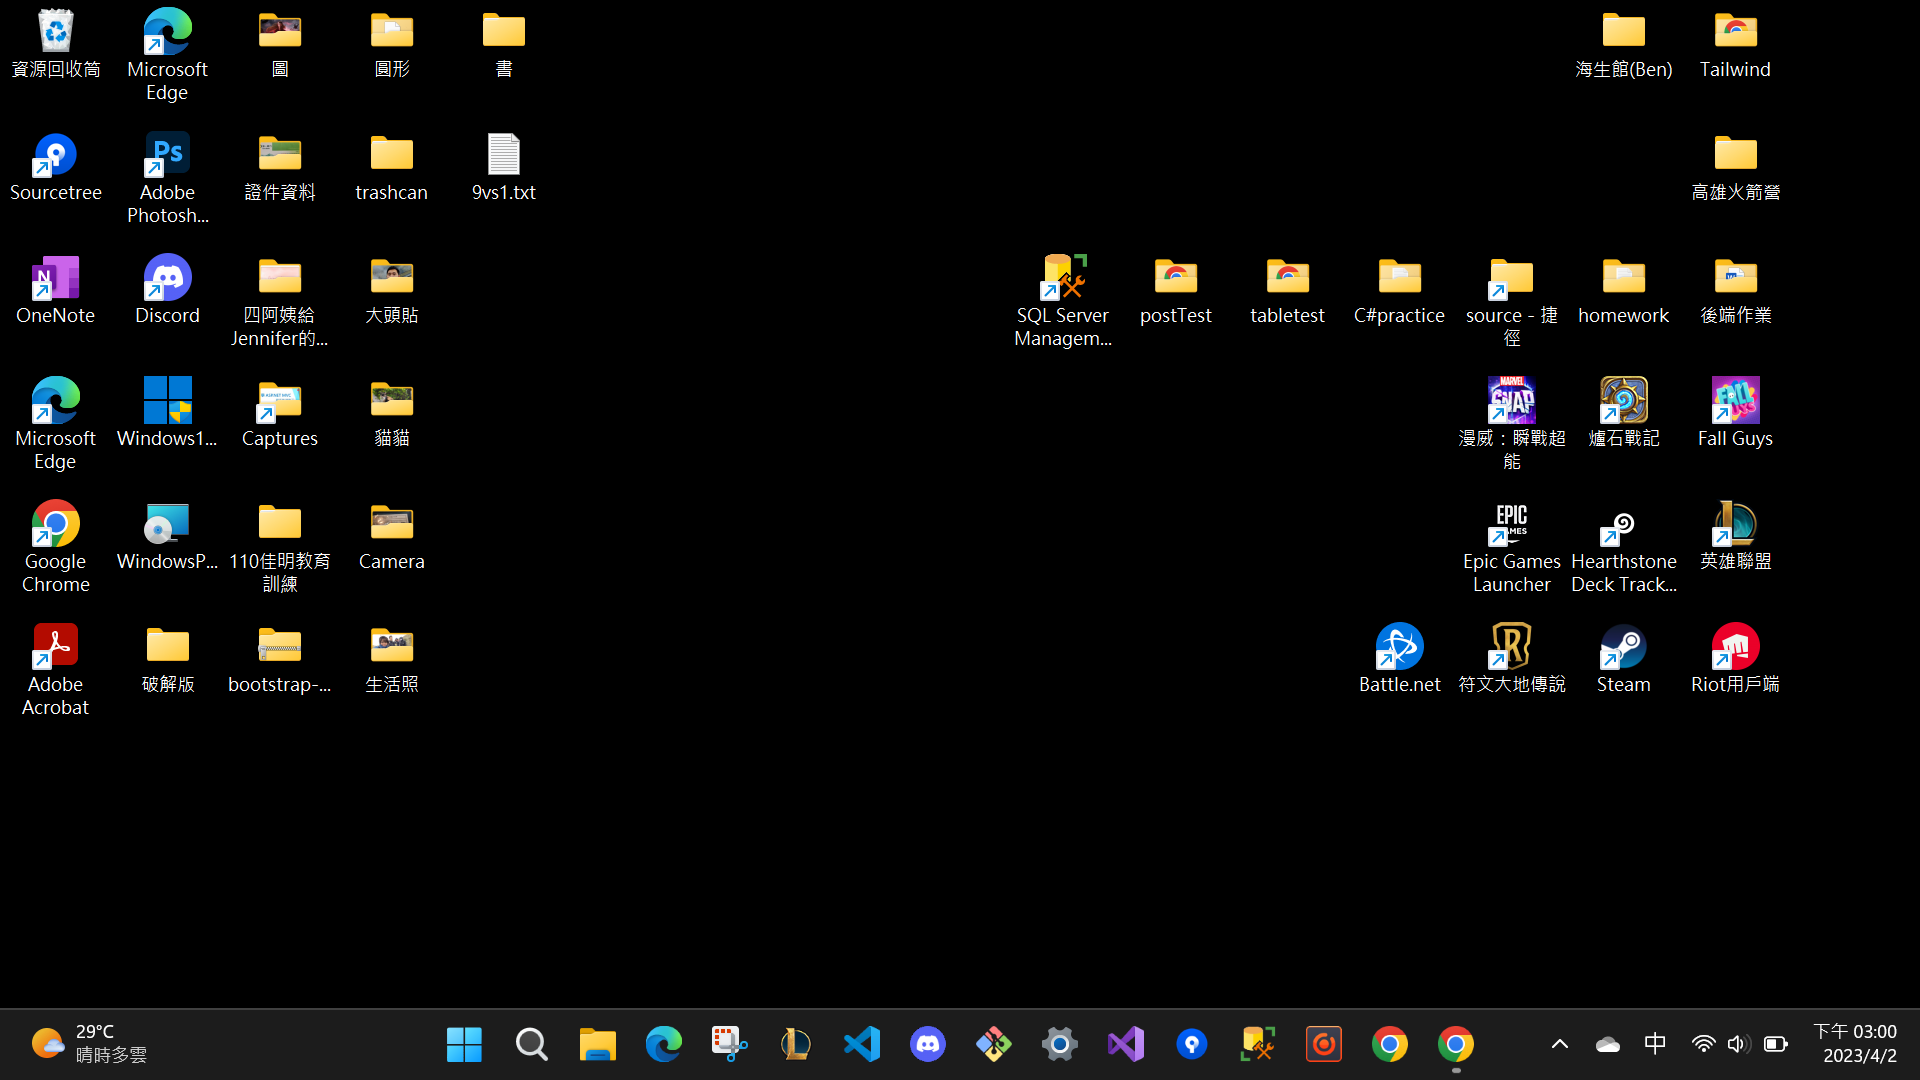 資源回收筒
Microsoft
Edge
圖
圓形
書
海生館(Ben)
Tailwind
Sourcetree
Ps
Adobe
Photosh...
證件資料
trashcan
9vs1.txt
高雄火箭營
N
OneNote
Discord
四阿姨給
Jennifer的...
大頭貼
SQL Server
Managem...
postTest
tabletest
C#practice
source - 捷
徑
homework
後端作業
Microsoft
Edge
Windows1...
Captures
貓貓
MARVEL
SNAP
漫威：瞬戰超
能
爐石戰記
FALL
Fall Guys
Google
Chrome
WindowsP...
110佳明教育
訓練
Camera
EPIC
GAMES
Epic Games
Launcher
Hearthstone
Deck Track...
英雄聯盟
Adobe
Acrobat
破解版
bootstrap-...
生活照
Battle.net
符文大地傳說
Steam
Riot用戶端
29°C
晴時多雲
中
下午 03:00
2023/4/2